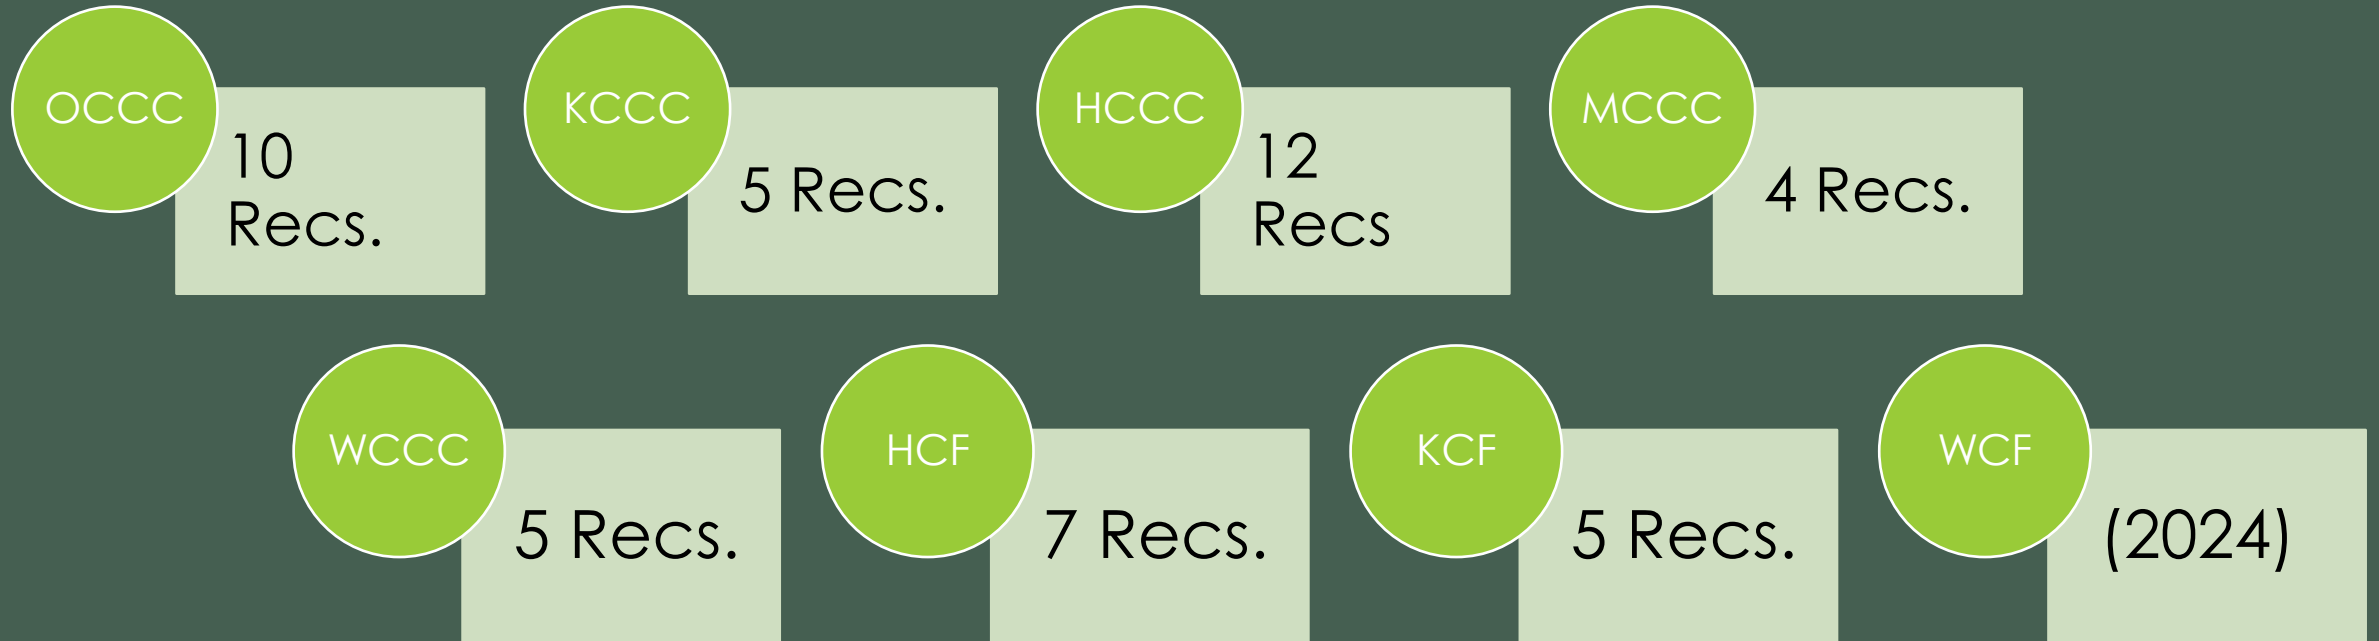 OCCC
10
Recs.
KCCC
5 Recs.
HCCC
12
Recs
MCCC
4 Recs.
WCCC
5 Recs.
HCF
7 Recs.
KCF
5 Recs.
WCF
(2024)